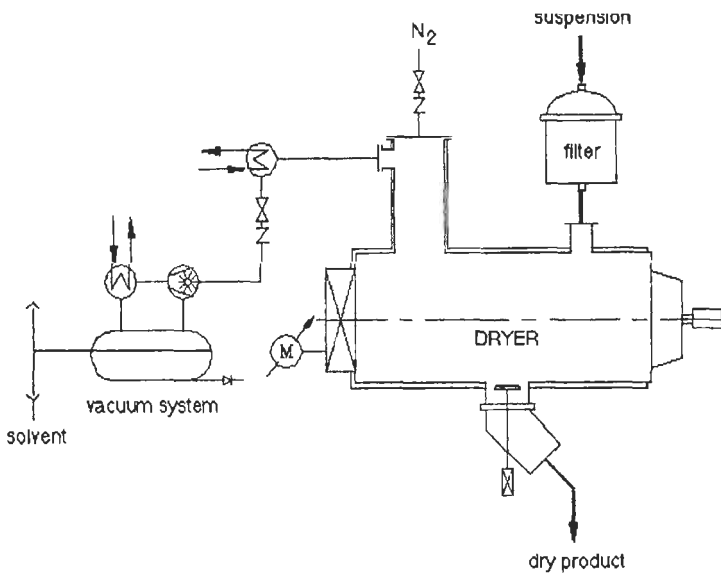 suspension
N₂
filter
M
DRYER
vacuum system
solvent
dry product